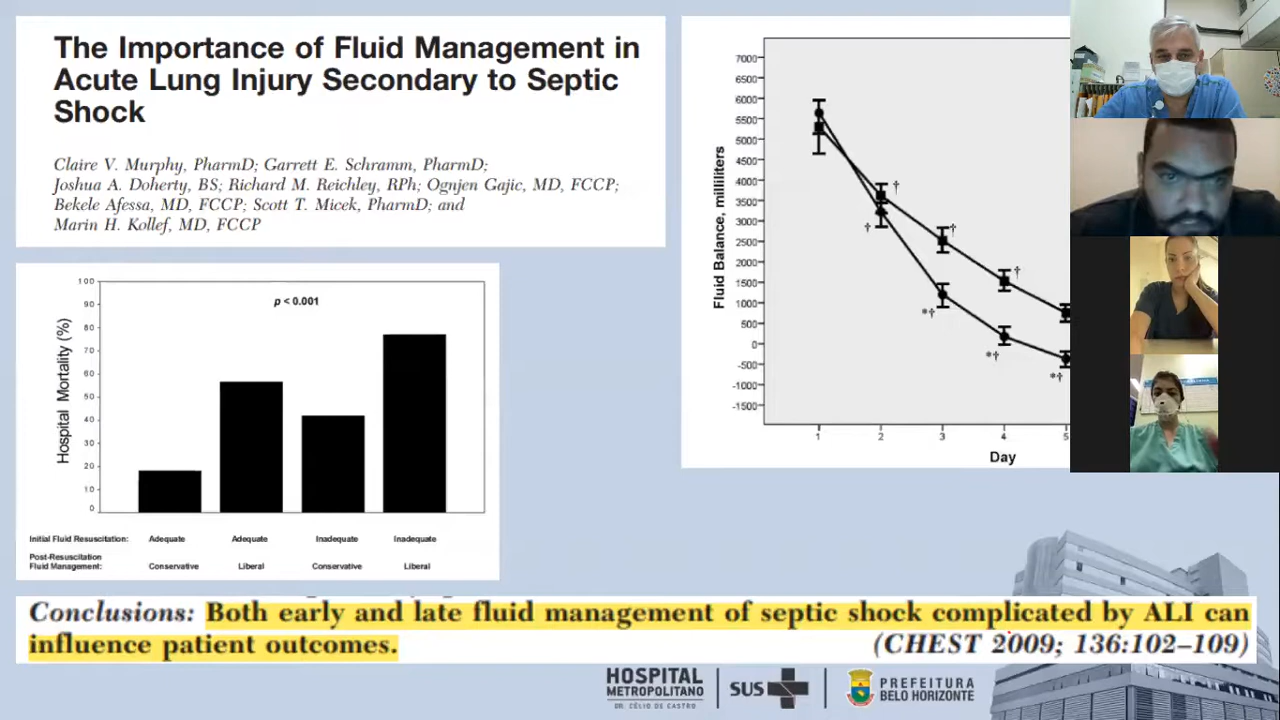 The Importance of Fluid Management in
Acute Lung Injury Secondary to Septic
Shock
Claire V. Murphy, PharmD; Garrett E. Schramm, PharmD;
Joshua A. Doherty, BS; Richard M. Reichley, RPh; Ognjen Gajic, MD, FCCP;
Bekele Afessa, MD, FCCP; Scott T. Micek, PharmD; and
Marin H. Kollef, MD, FCCP
Hospital Mortality (%)
100
90
80
70
60
50
40
30
20
10
0
p < 0.001
Initial Fluid Resuscitation: Adequate Adequate Inadequate Inadequate
Post-Resuscitation
Fluid Management: Conservative Liberal Conservative Liberal
Fluid Balance, milliliters
7000
6500
6000
5500
5000
4500
4000
3500
3000
2500
2000
1500
1000
500
0
-500
-1000
-1500
†
†
†
*†
†
*†
*†
1 2 3 4 5
Day
Conclusions: Both early and late fluid management of septic shock complicated by ALI can
influence patient outcomes. (CHEST 2009; 136:102–109)
HOSPITAL
METROPOLITANO
DR. CÉLIO DE CASTRO
SUS
PREFEITURA
BELO HORIZONTE